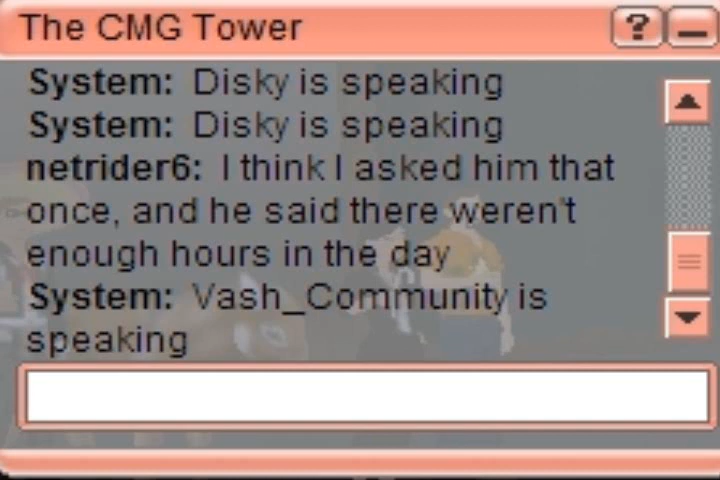 The CMG Tower
System: Disky is speaking
System: Disky is speaking
netrider6: I think I asked him that
once, and he said there weren't
enough hours in the day
System: Vash_Community is
speaking